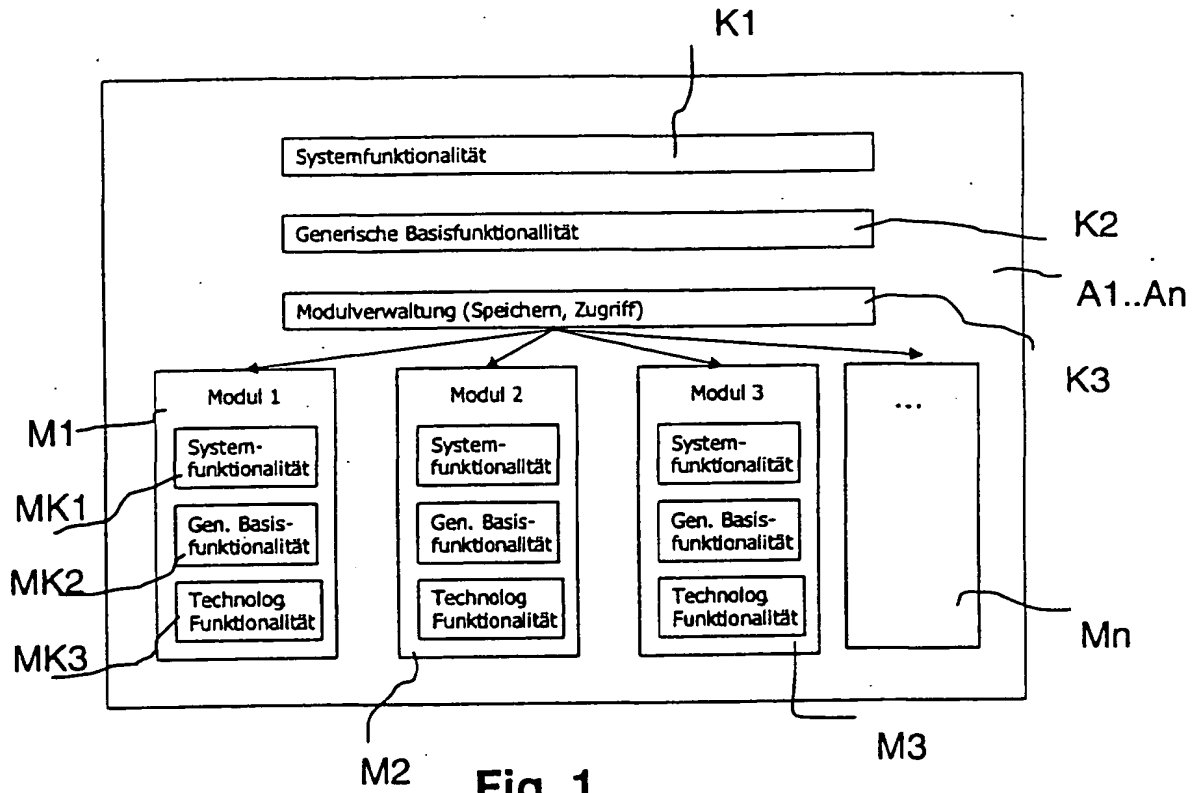 K1
Systemfunktionalität
Generische Basisfunktionallität
K2
A1..An
Modulverwaltung (Speichern, Zugriff)
K3
M1
Modul 1
System-
funktionalität
Gen. Basis-
funktionalität
Technolog
Funktionalität
MK1
MK2
MK3
Modul 2
System-
funktionalität
Gen. Basis-
funktionalität
Technolog
Funktionalität
M2
Modul 3
System-
funktionalität
Gen. Basis-
funktionalität
Technolog
Funktionalität
M3
...
Mn
Fig. 1